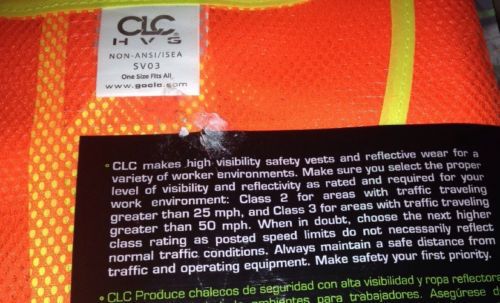 CLC
HVG
NON-ANSI/ISEA
SV03
One Size Fits All
www.goclc.com
• CLC makes high visibility safety vests and reflective wear for a
variety of worker environments. Make sure you select the proper
level of visibility and reflectivity as rated and required for your
work environment: Class 2 for areas with traffic traveling
greater than 25 mph, and Class 3 for areas with traffic traveling
greater than 50 mph. When in doubt, choose the next higher
class rating as posted speed limits do not necessarily reflect
normal traffic conditions. Always maintain a safe distance from
traffic and operating equipment. Make safety your first priority.
• CLC Produce chalecos de seguridad con alta visibilidad y ropa reflectora
ambientes para trabajadores. Asegúrese d